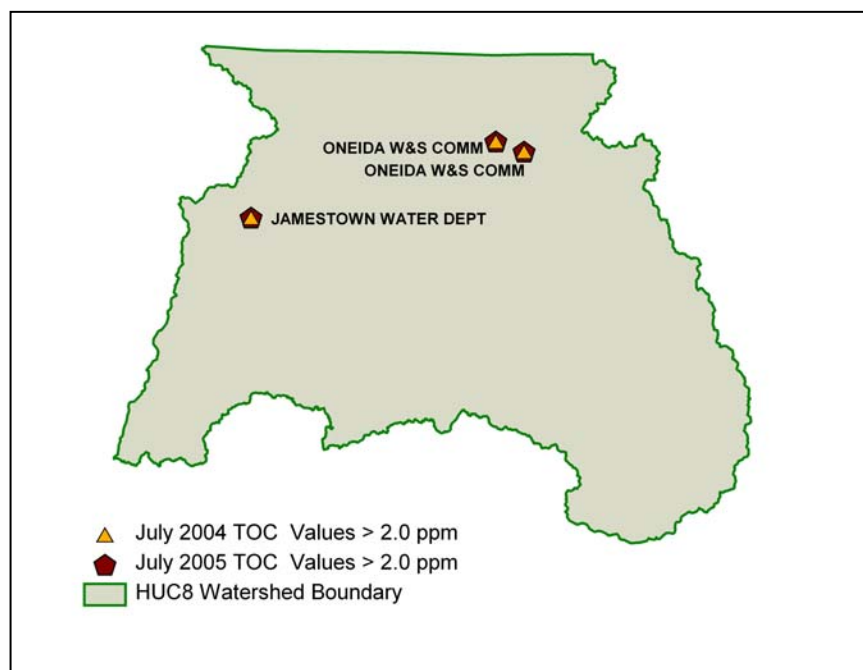 ONEIDA W&S COMM
ONEIDA W&S COMM
JAMESTOWN WATER DEPT
July 2004 TOC Values > 2.0 ppm
July 2005 TOC Values > 2.0 ppm
HUC8 Watershed Boundary